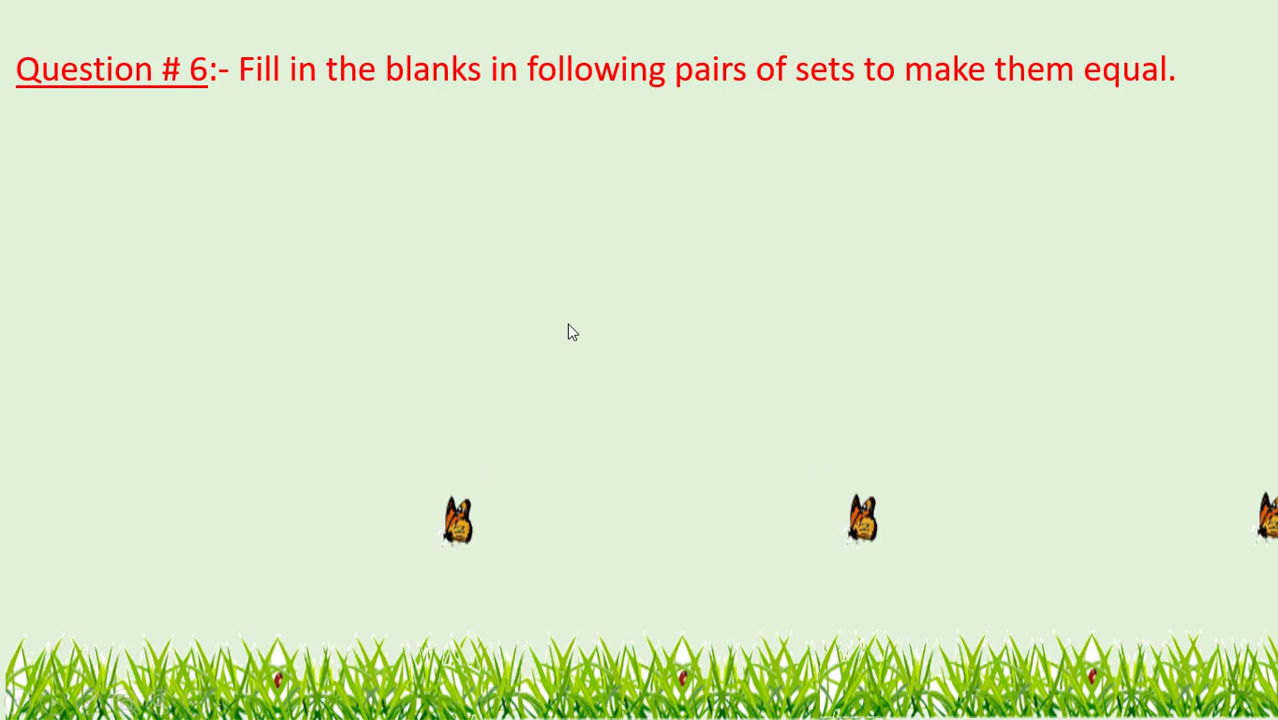 Question # 6:- Fill in the blanks in following pairs of sets to make them equal.